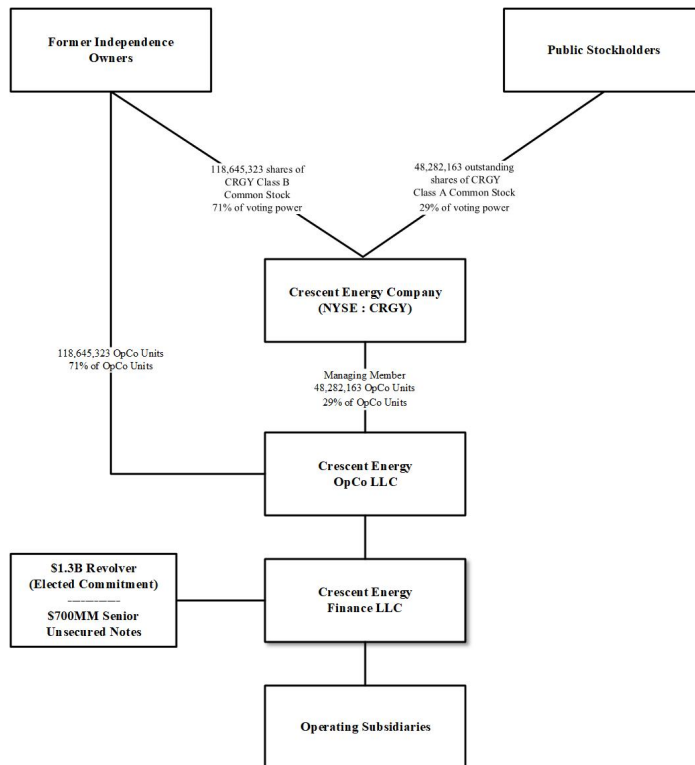 Former Independence
Owners
Public Stockholders
118,645,323 shares of
CRGY Class B
Common Stock
71% of voting power
48,282,163 outstanding
shares of CRGY
Class A Common Stock
29% of voting power
Crescent Energy Company
(NYSE : CRGY)
118,645,323 OpCo Units
71% of OpCo Units
Managing Member
48,282,163 OpCo Units
29% of OpCo Units
Crescent Energy
OpCo LLC
$1.3B Revolver
(Elected Commitment)
____________
$700MM Senior
Unsecured Notes
Crescent Energy
Finance LLC
Operating Subsidiaries